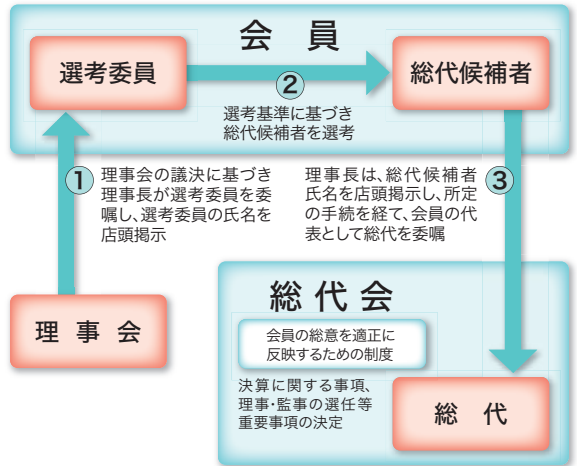 会 員
選考委員
総代候補者
②
選考基準に基づき
総代候補者を選考
①
理事会の議決に基づき
理事長が選考委員を委
嘱し、選考委員の氏名を
店頭掲示
理事長は、総代候補者
氏名を店頭掲示し、所定
の手続を経て、会員の代
表として総代を委嘱
③
理 事 会
総 代 会
会員の総意を適正に
反映するための制度
決算に関する事項、
理事・監事の選任等
重要事項の決定
総 代